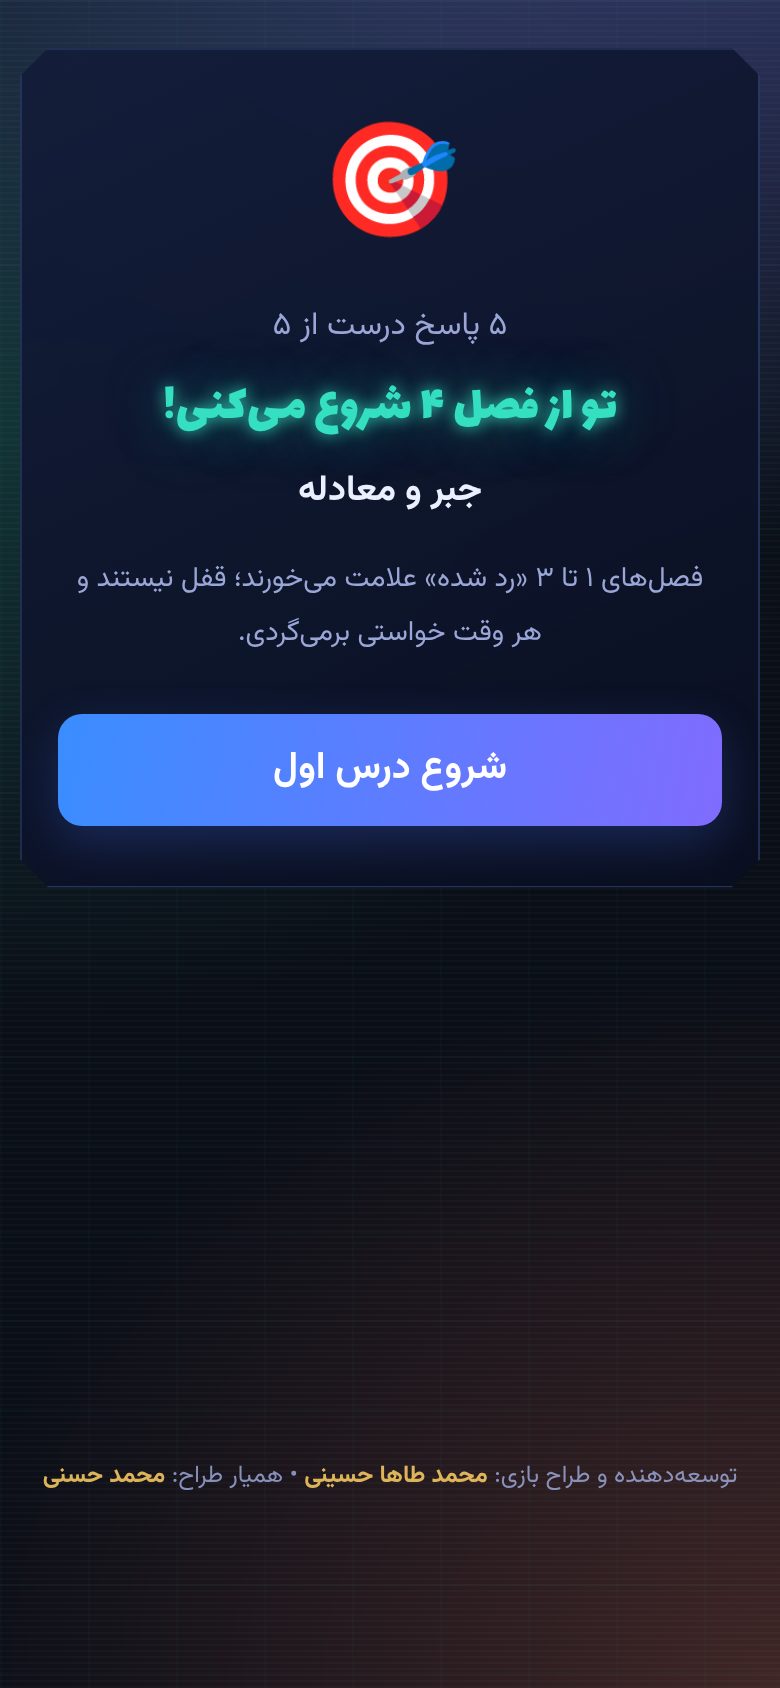 ۵ پاسخ درست از ۵
تو از فصل ۴ شروع می‌کنی!
جبر و معادله
فصل‌های ۱ تا ۳ «رد شده» علامت می‌خورند؛ قفل نیستند و
هر وقت خواستی برمی‌گردی.
شروع درس اول
توسعه‌دهنده و طراح بازی: محمد طاها حسینی • همیار طراح: محمد حسنی